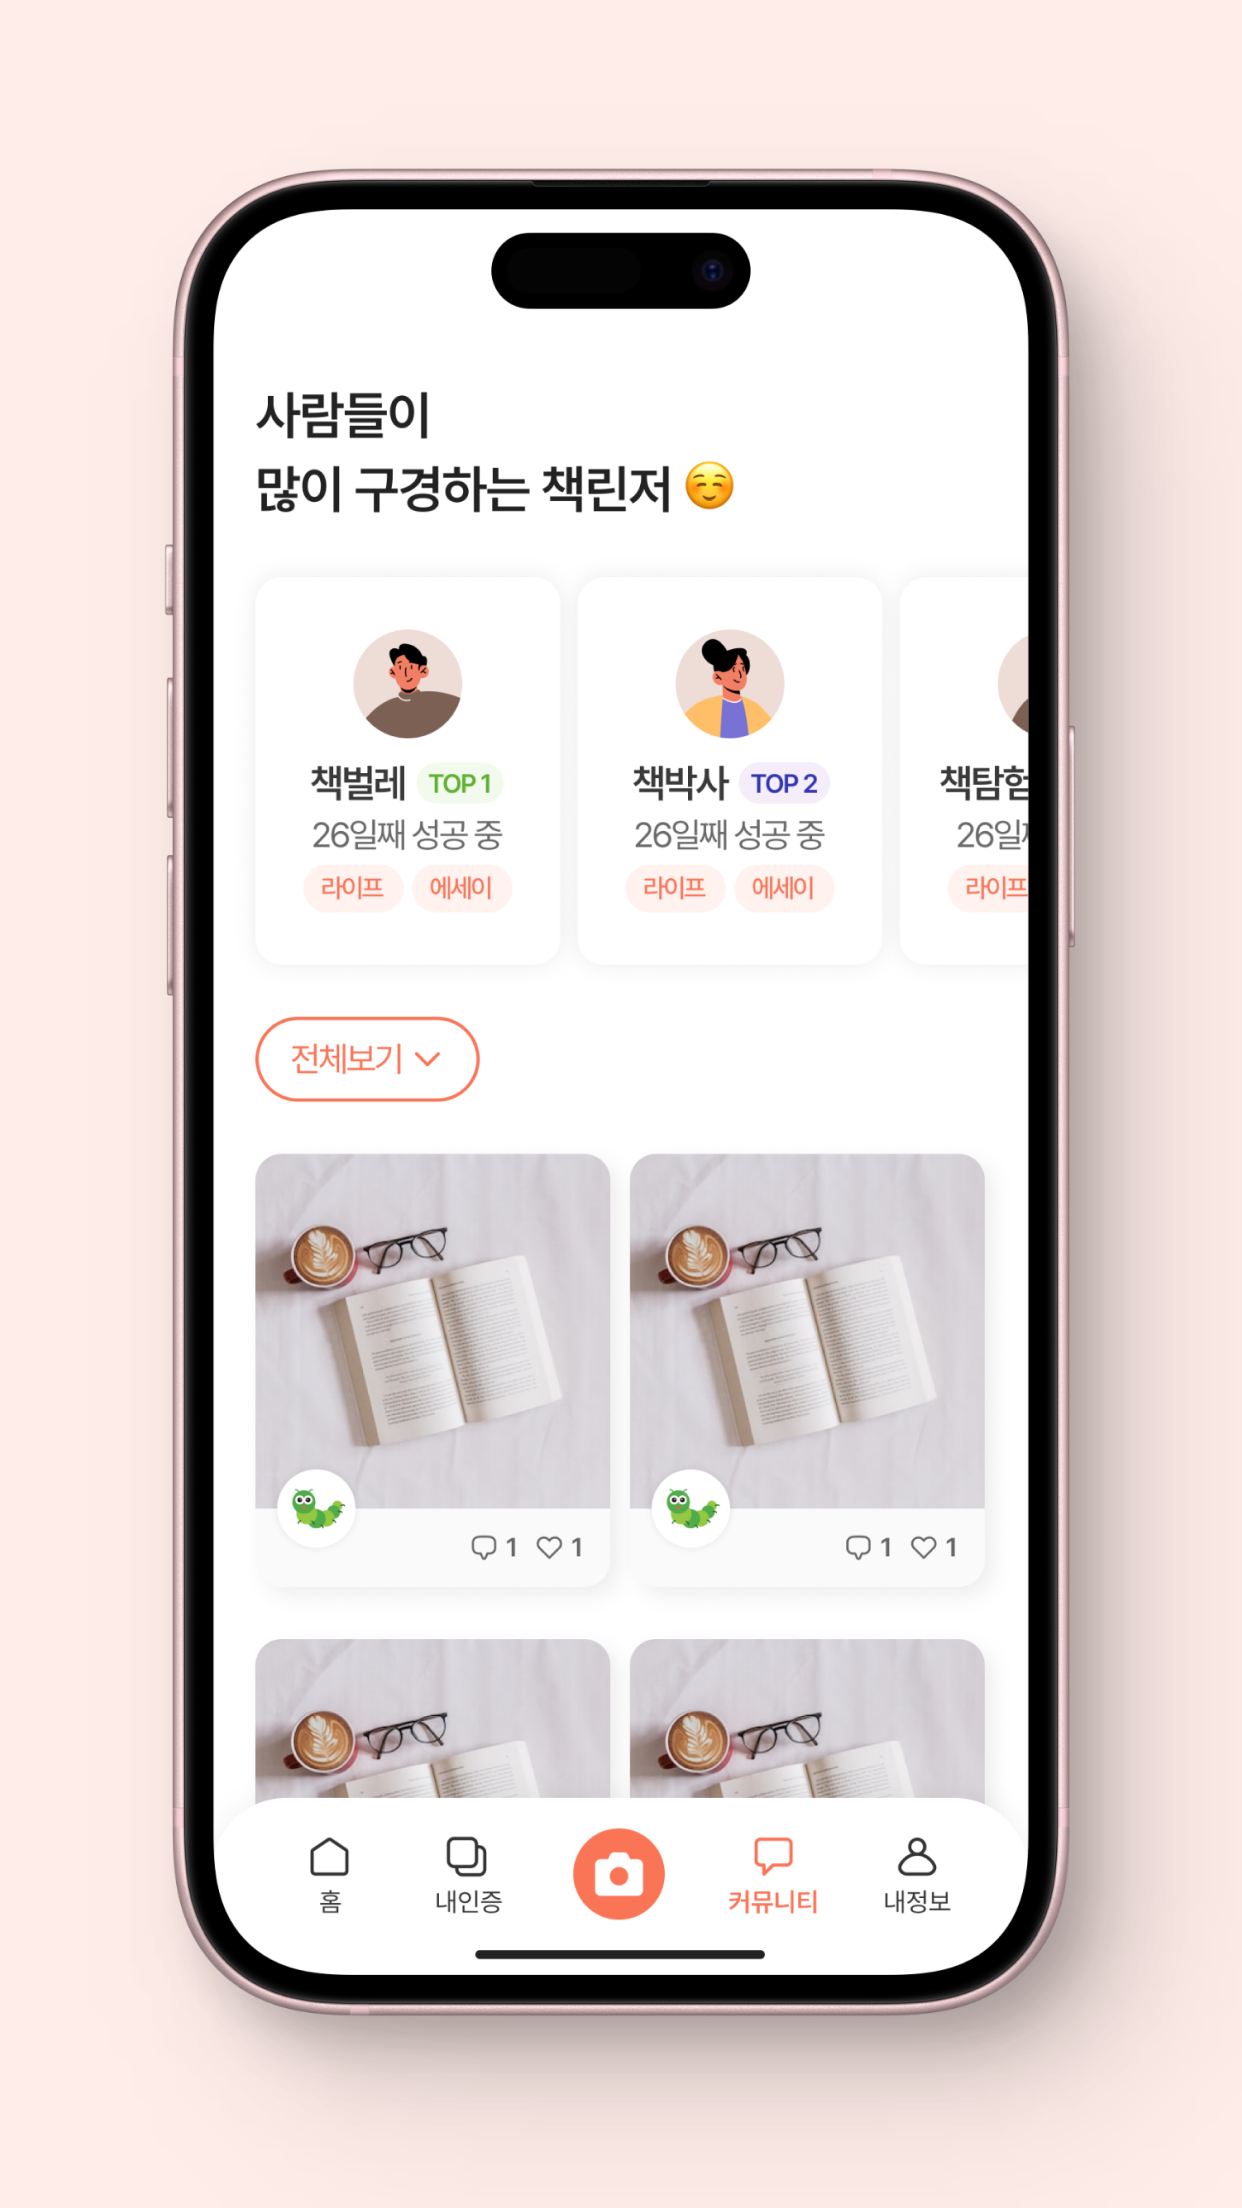 사람들이
많이 구경하는 책린저 ☺️
책벌레 TOP 1
26일째 성공 중
라이프 에세이
책박사 TOP 2
26일째 성공 중
라이프 에세이
책탐험
26일째
라이프
전체보기
1 1
1 1
홈
내인증
커뮤니티
내정보